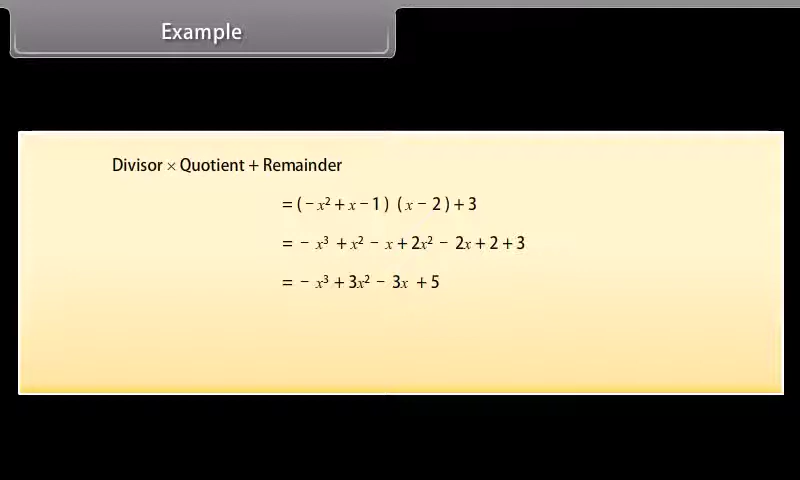 Example
Divisor × Quotient + Remainder
= ( − x² + x − 1 ) ( x − 2 ) + 3
= − x³ + x² − x + 2x² − 2x + 2 + 3
= − x³ + 3x² − 3x + 5